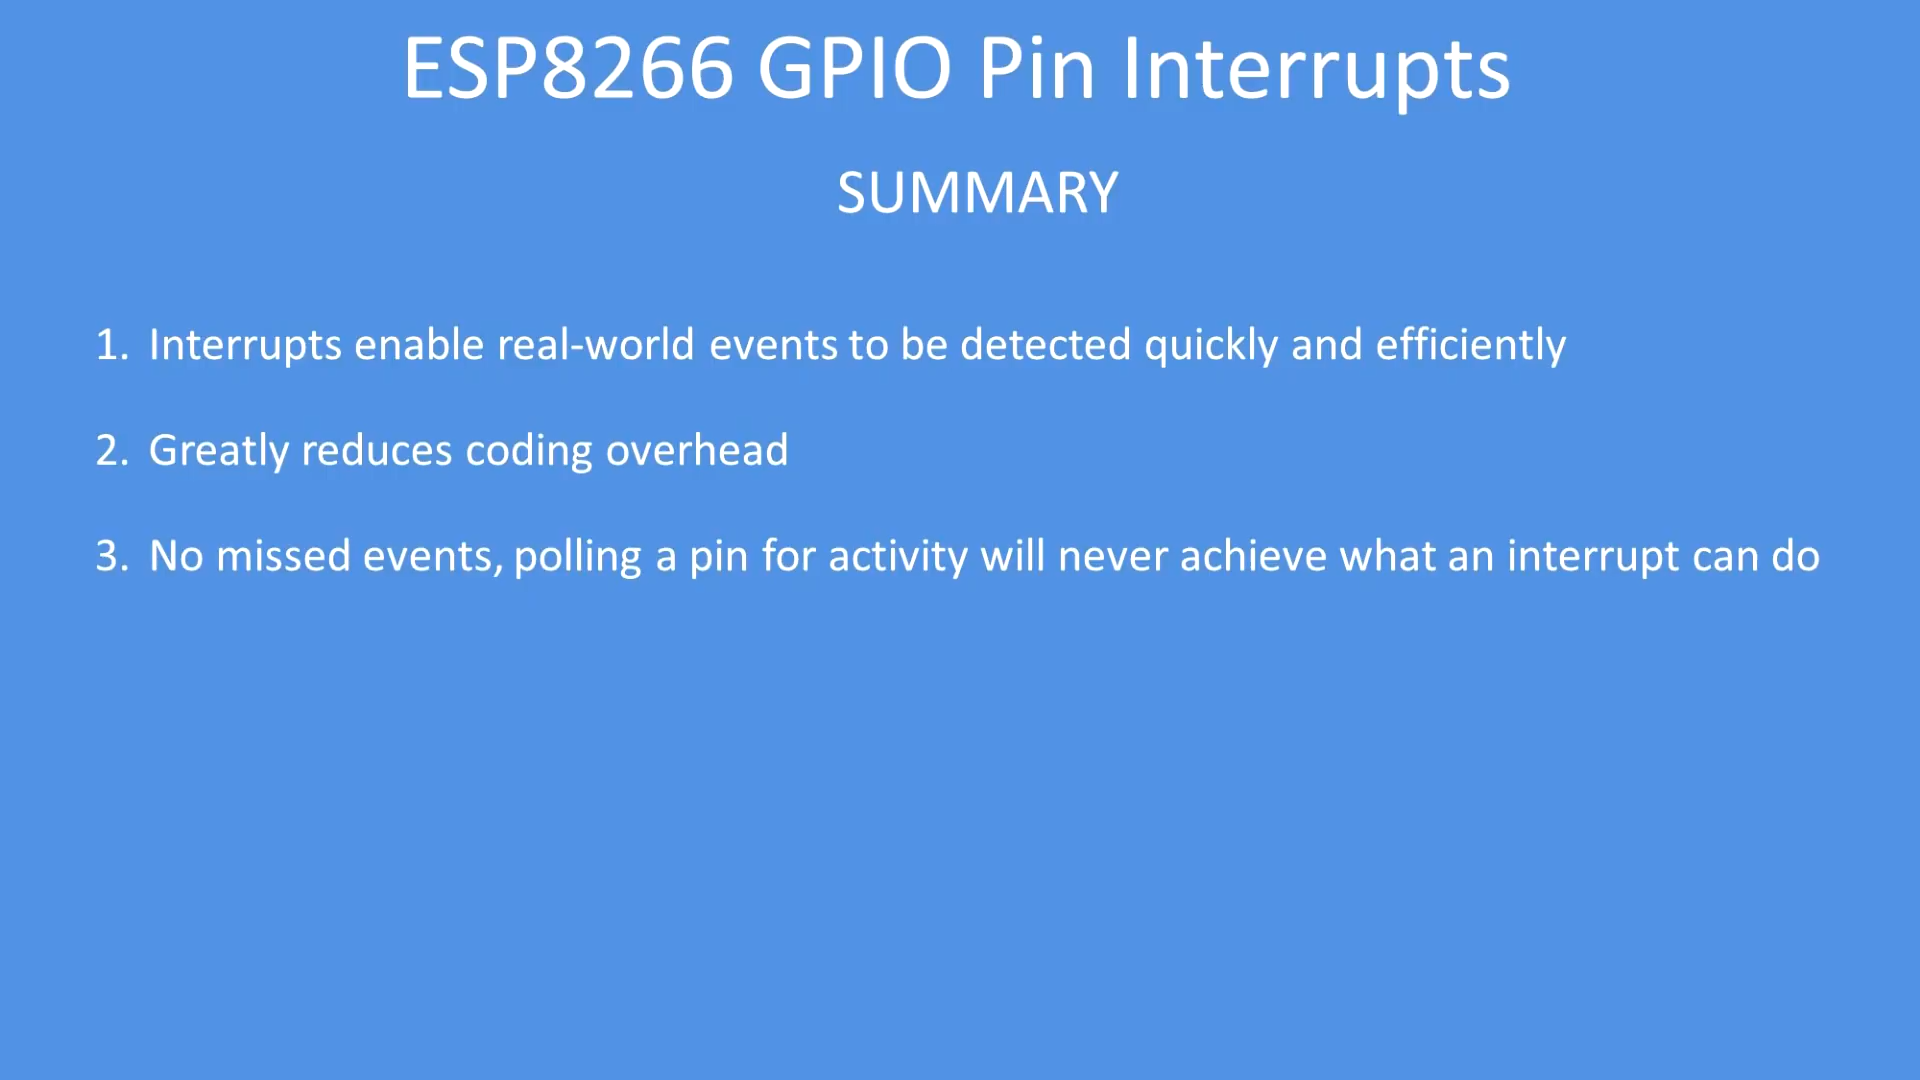 ESP8266 GPIO Pin Interrupts
SUMMARY
1. Interrupts enable real-world events to be detected quickly and efficiently
2. Greatly reduces coding overhead
3. No missed events, polling a pin for activity will never achieve what an interrupt can do